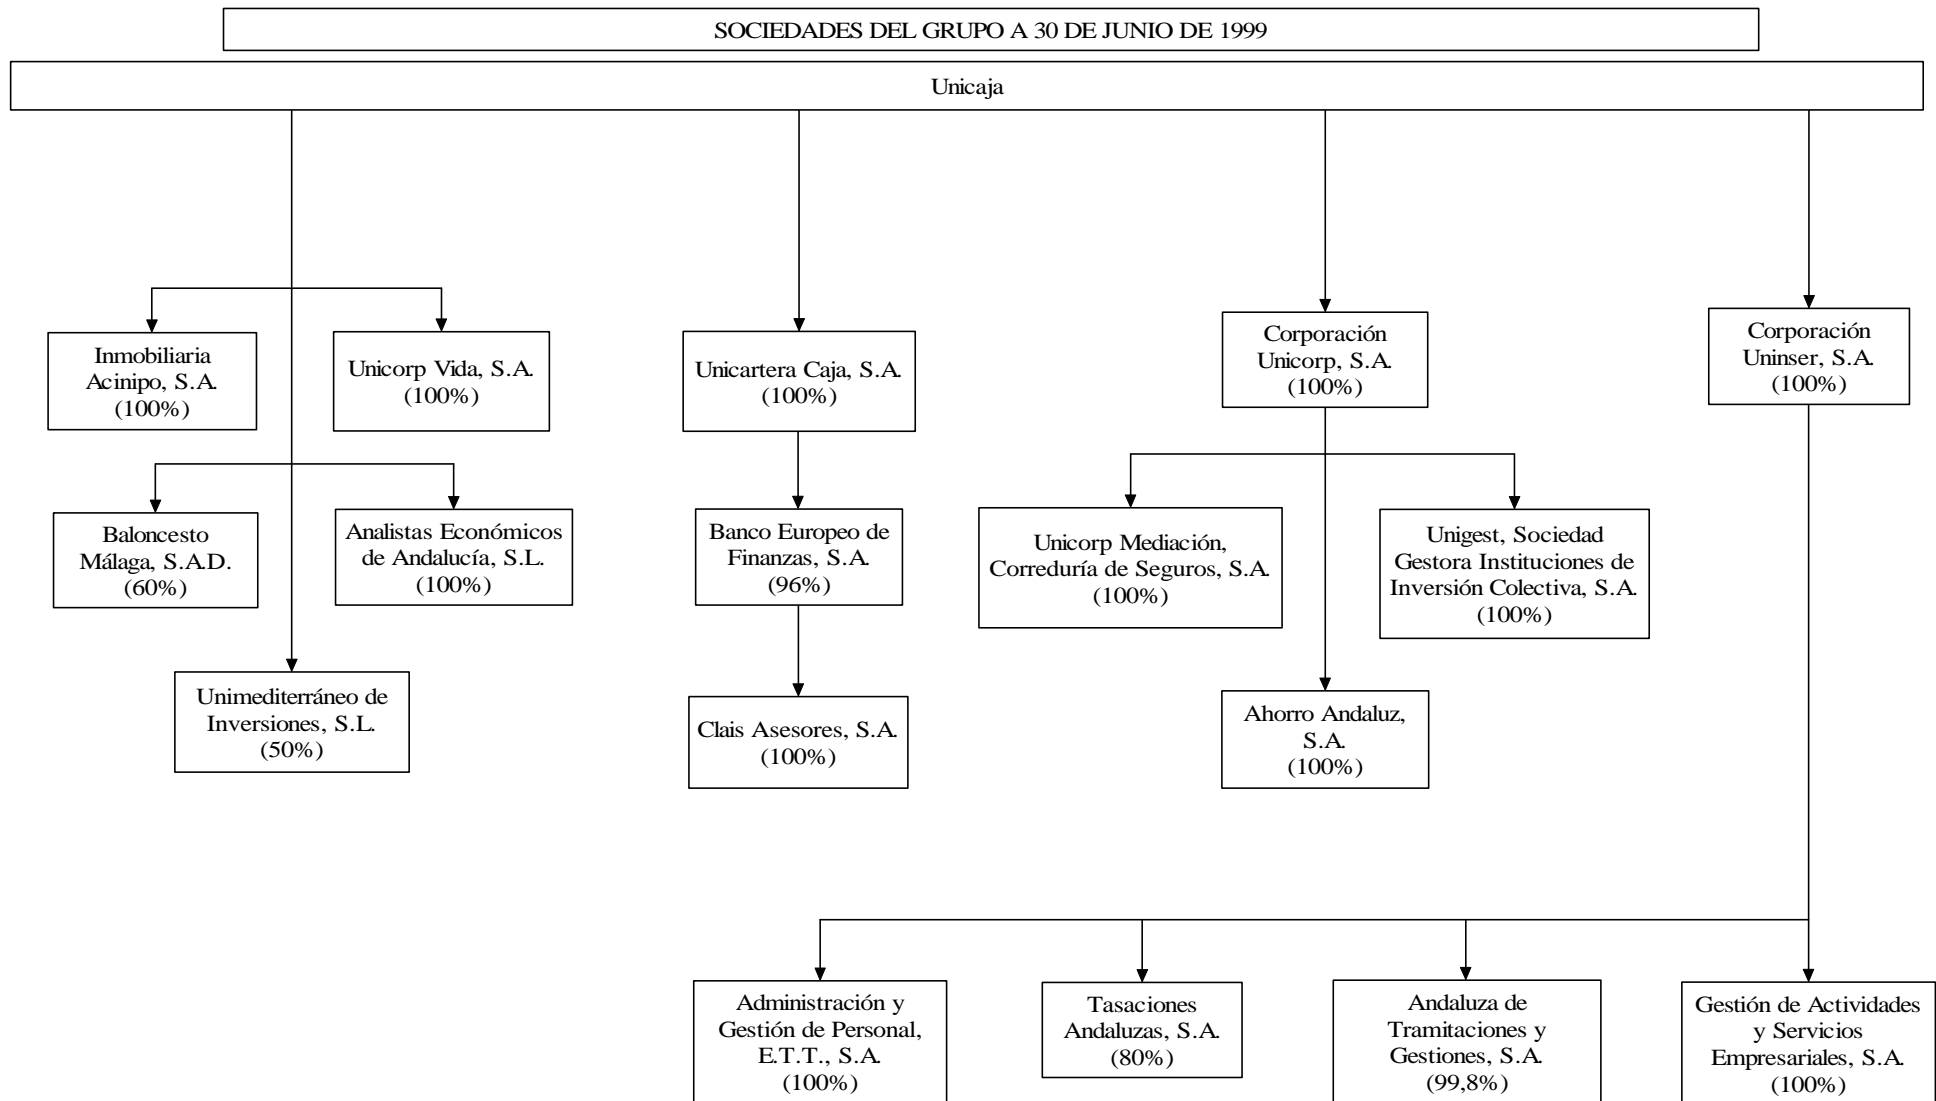 SOCIEDADES DEL GRUPO A 30 DE JUNIO DE 1999
Unicaja
Inmobiliaria
Acinipo, S.A.
(100%)
Unicorp Vida, S.A.
(100%)
Unicartera Caja, S.A.
(100%)
Corporación
Unicorp, S.A.
(100%)
Corporación
Uninser, S.A.
(100%)
Baloncesto
Málaga, S.A.D.
(60%)
Analistas Económicos
de Andalucía, S.L.
(100%)
Banco Europeo de
Finanzas, S.A.
(96%)
Unicorp Mediación,
Correduría de Seguros, S.A.
(100%)
Unigest, Sociedad
Gestora Instituciones de
Inversión Colectiva, S.A.
(100%)
Unimediterráneo de
Inversiones, S.L.
(50%)
Clais Asesores, S.A.
(100%)
Ahorro Andaluz,
S.A.
(100%)
Administración y
Gestión de Personal,
E.T.T., S.A.
(100%)
Tasaciones
Andaluzas, S.A.
(80%)
Andaluza de
Tramitaciones y
Gestiones, S.A.
(99,8%)
Gestión de Actividades
y Servicios
Empresariales, S.A.
(100%)